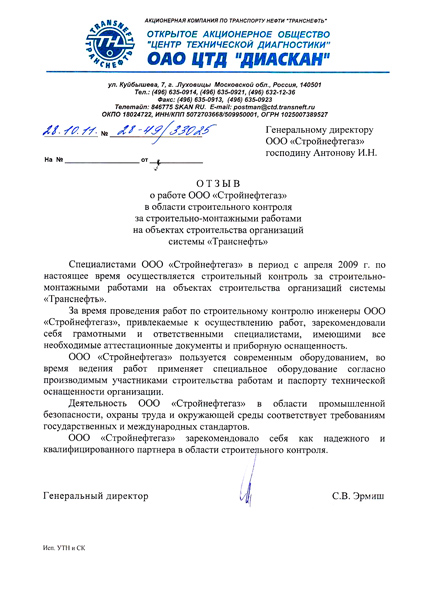 АКЦИОНЕРНАЯ КОМПАНИЯ ПО ТРАНСПОРТУ НЕФТИ "ТРАНСНЕФТЬ"
TRANSNEFT
ТРАНСНЕФТЬ
ОТКРЫТОЕ АКЦИОНЕРНОЕ ОБЩЕСТВО
"ЦЕНТР ТЕХНИЧЕСКОЙ ДИАГНОСТИКИ"
ОАО ЦТД "ДИАСКАН"
ул. Куйбышева, 7, г. Луховицы Московской обл., Россия, 140501
Тел.: (496) 635-0914, (496) 635-0921, (496) 632-12-36
Факс: (496) 635-0913, (496) 635-0923
Телетайп: 846775 SKAN RU. E-mail: postman@ctd.transneft.ru
ОКПО 18024722, ИНН/КПП 5072703668/509950001, ОГРН 1025007389527
28.10.11. № 28-49/33025
На № от
Генеральному директору
ООО «Стройнефтегаз»
господину Антонову И.Н.
О Т З Ы В
о работе ООО «Стройнефтегаз»
в области строительного контроля
за строительно-монтажными работами
на объектах строительства организаций
системы «Транснефть»
Специалистами ООО «Стройнефтегаз» в период с апреля 2009 г. по
настоящее время осуществляется строительный контроль за строительно-
монтажными работами на объектах строительства организаций системы
«Транснефть».
За время проведения работ по строительному контролю инженеры ООО
«Стройнефтегаз», привлекаемые к осуществлению работ, зарекомендовали
себя грамотными и ответственными специалистами, имеющими все
необходимые аттестационные документы и приборную оснащенность.
ООО «Стройнефтегаз» пользуется современным оборудованием, во
время ведения работ применяет специальное оборудование согласно
производимым участниками строительства работам и паспорту технической
оснащенности организации.
Деятельность ООО «Стройнефтегаз» в области промышленной
безопасности, охраны труда и окружающей среды соответствует требованиям
государственных и международных стандартов.
ООО «Стройнефтегаз» зарекомендовало себя как надежного и
квалифицированного партнера в области строительного контроля.
Генеральный директор С.В. Эрмиш
Исп. УТН и СК